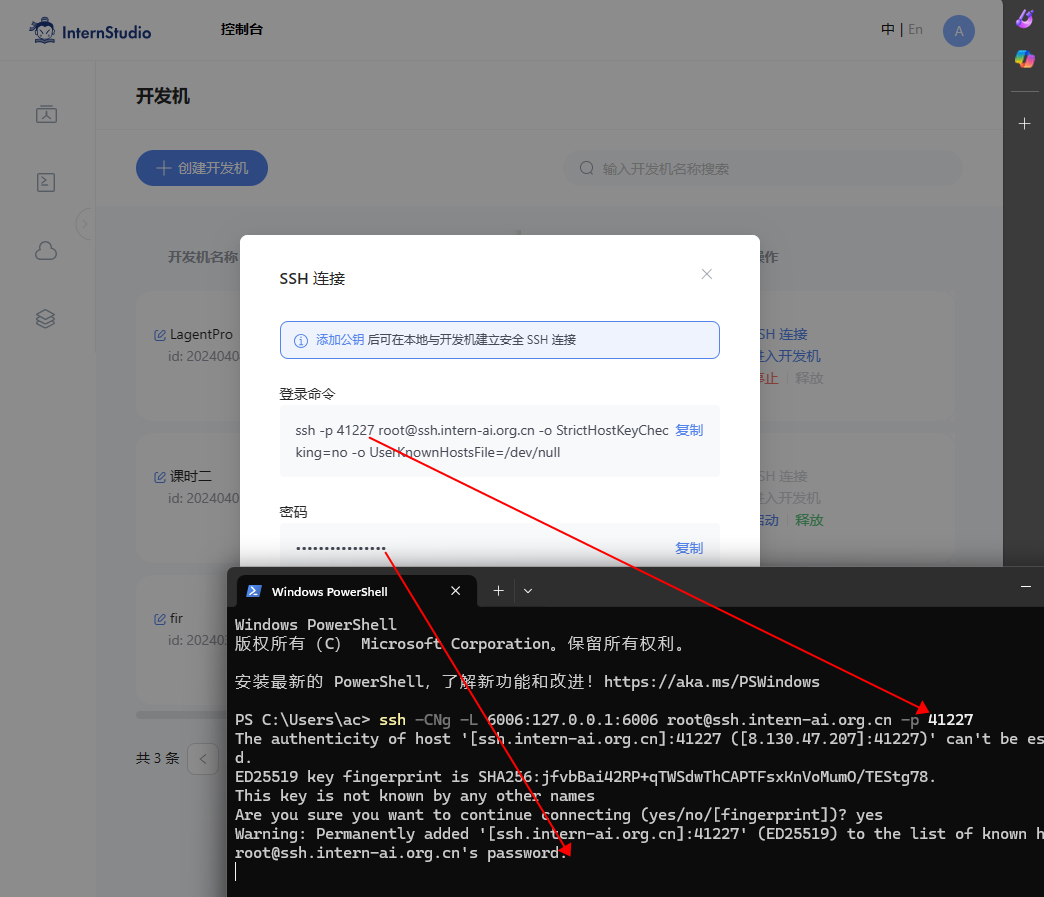 InternStudio
控制台
中 | En
A
开发机
创建开发机
输入开发机名称搜索
开发机名称
作
LagentPro
id: 2024040
SH 连接
进入开发机
停止
释放
课时二
id: 2024040
SH 连接
进入开发机
启动
释放
fir
id: 202403
共 3 条
SSH 连接
添加公钥 后可在本地与开发机建立安全 SSH 连接
登录命令
ssh -p 41227 root@ssh.intern-ai.org.cn -o StrictHostKeyChec
king=no -o UserKnownHostsFile=/dev/null
复制
密码
••••••••••••••••
复制
Windows PowerShell
Windows PowerShell
版权所有（C） Microsoft Corporation。保留所有权利。
安装最新的 PowerShell，了解新功能和改进！https://aka.ms/PSWindows
PS C:\Users\ac> ssh -CNg -L 6006:127.0.0.1:6006 root@ssh.intern-ai.org.cn -p 41227
The authenticity of host '[ssh.intern-ai.org.cn]:41227 ([8.130.47.207]:41227)' can't be es
d.
ED25519 key fingerprint is SHA256:jfvbBai42RP+qTWSdwThCAPTFsxKnVoMumO/TEStg78.
This key is not known by any other names
Are you sure you want to continue connecting (yes/no/[fingerprint])? yes
Warning: Permanently added '[ssh.intern-ai.org.cn]:41227' (ED25519) to the list of known h
root@ssh.intern-ai.org.cn's password: